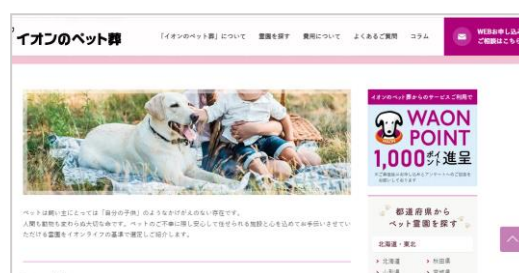 イオンのペット葬
「イオンのペット葬」について 霊園を探す 費用について よくあるご質問 コラム
WEBお申し込み
ご相談はこちら
イオンのペット葬からのサービスご利用で
WAON
POINT
1,000ポイント進呈
ペットは飼い主にとっては「自分の子供」のようなかけがえのない存在です。
人間も動物も変わらぬ大切な命です。ペットのご不幸に際し安心して任せられる施設と心を込めてお手伝いさせてい
ただける霊園をイオンライフの基準で選定しご紹介します。
都道府県から
ペット霊園を探す
北海道・東北
北海道 秋田県
山形県 宮城県